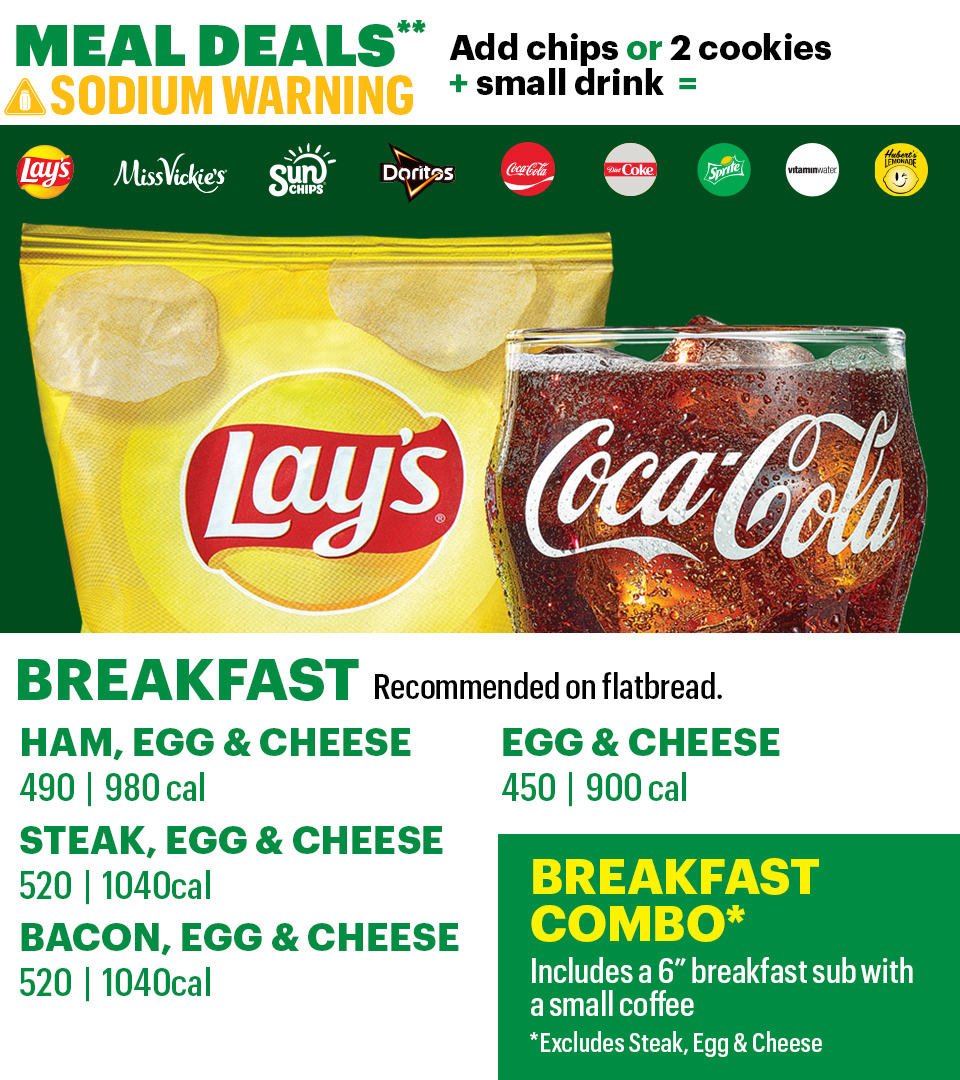 MEAL DEALS**
SODIUM WARNING
Add chips or 2 cookies
+ small drink =
Lay's
Miss Vickie's
Sun
CHIPS
Doritos
Coca-Cola
Diet Coke
Sprite
vitaminwater
Hubert's
LEMONADE
Lay's®
Coca-Cola
BREAKFAST Recommended on flatbread.
HAM, EGG & CHEESE
490 | 980 cal
STEAK, EGG & CHEESE
520 | 1040cal
BACON, EGG & CHEESE
520 | 1040cal
EGG & CHEESE
450 | 900 cal
BREAKFAST
COMBO*
Includes a 6” breakfast sub with
a small coffee
*Excludes Steak, Egg & Cheese